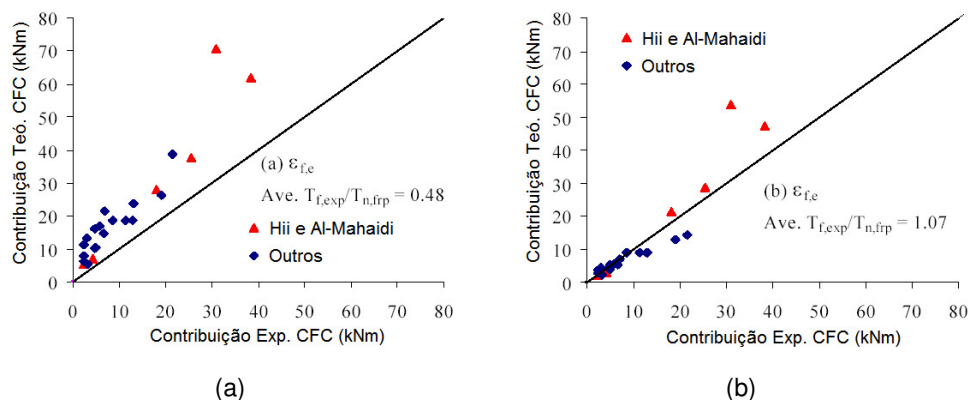 Contribuição Teó. CFC (kNm)
80
70
60
50
40
30
20
10
0
(a) εf,e
Ave. Tf,exp/Tn,frp = 0.48
Hii e Al-Mahaidi
Outros
0 10 20 30 40 50 60 70 80
Contribuição Exp. CFC (kNm)
(a)
Contribuição Teó. CFC (kNm)
80
70
60
50
40
30
20
10
0
Hii e Al-Mahaidi
Outros
(b) εf,e
Ave. Tf,exp/Tn,frp = 1.07
0 10 20 30 40 50 60 70 80
Contribuição Exp. CFC (kNm)
(b)